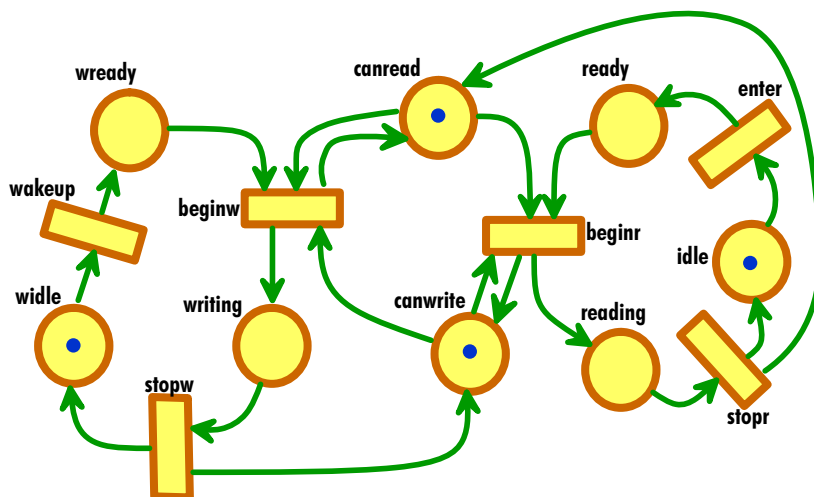 wready
canread
ready
enter
wakeup
beginw
beginr
idle
widle
writing
canwrite
reading
stopw
stopr